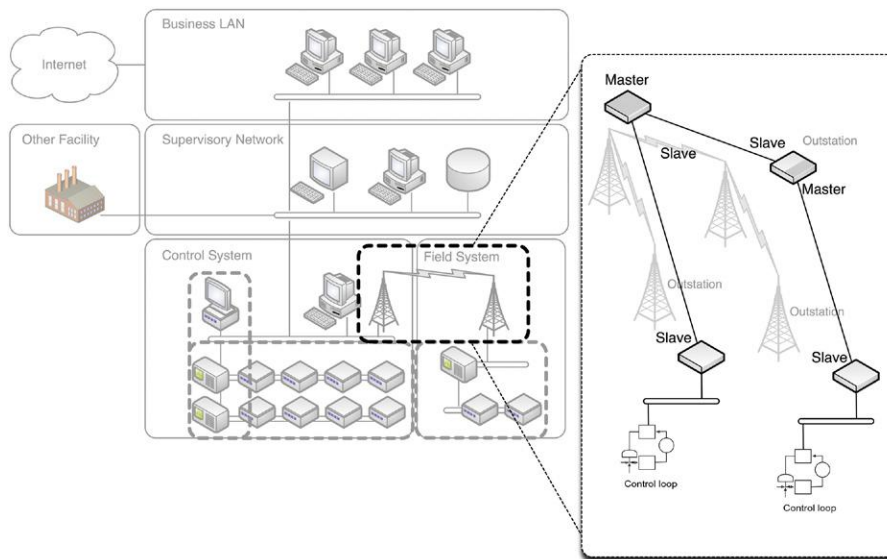 Business LAN
Internet
Other Facility
Supervisory Network
Control System
Field System
Master
Slave
Outstation
Slave
Master
Outstation
Outstation
Slave
Slave
Control loop
Control loop